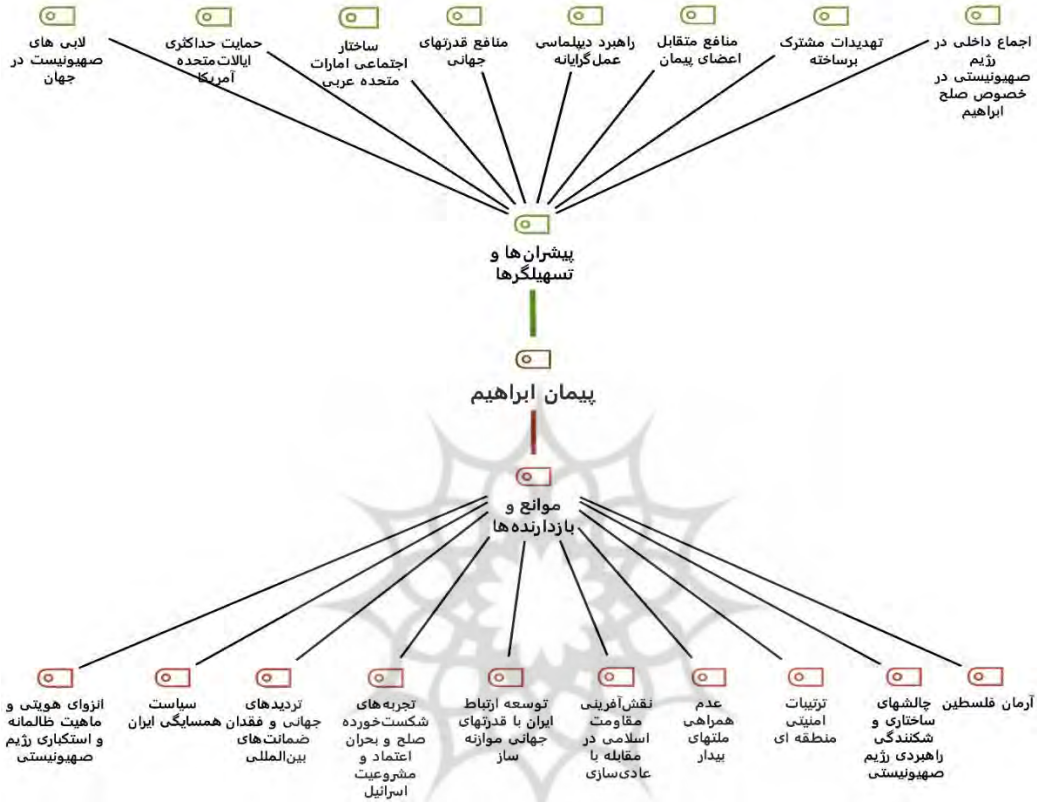 اجماع داخلی در
رژیم
صهیونیستی در
خصوص صلح
ابراهیم
تهدیدات مشترک
برساخته
منافع متقابل
اعضای پیمان
راهبرد دیپلماسی
عمل‌گرایانه
منافع قدرتهای
جهانی
ساختار
اجتماعی امارات
متحده عربی
حمایت حداکثری
ایالات‌متحده
آمریکا
لابی های
صهیونیست در
جهان
پیشران‌ها و
تسهیلگرها
پیمان ابراهیم
موانع و
بازدارنده‌ها
آرمان فلسطین
چالشهای
ساختاری و
شکنندگی
راهبردی رژیم
صهیونیستی
ترتیبات
امنیتی
منطقه ای
عدم
همراهی
ملتهای
بیدار
نقش‌آفرینی
مقاومت
اسلامی در
مقابله با
عادی‌سازی
توسعه ارتباط
ایران با قدرتهای
جهانی موازنه
ساز
تجربه‌های
شکست‌خورده
صلح و بحران
اعتماد و
مشروعیت
اسرائیل
تردیدهای
جهانی و فقدان
ضمانت‌های
بین‌المللی
سیاست
همسایگی ایران
انزوای هویتی و
ماهیت ظالمانه
و استکباری رژیم
صهیونیستی